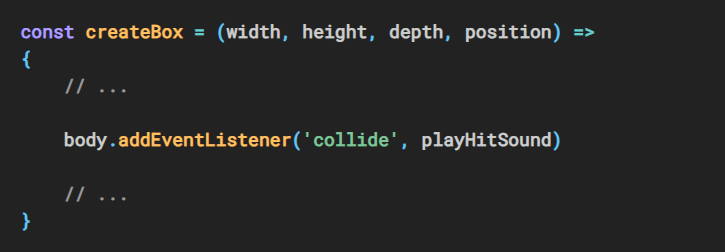 const createBox = (width, height, depth, position) =>
{
    // ...
    body.addEventListener('collide', playHitSound)
    // ...
}